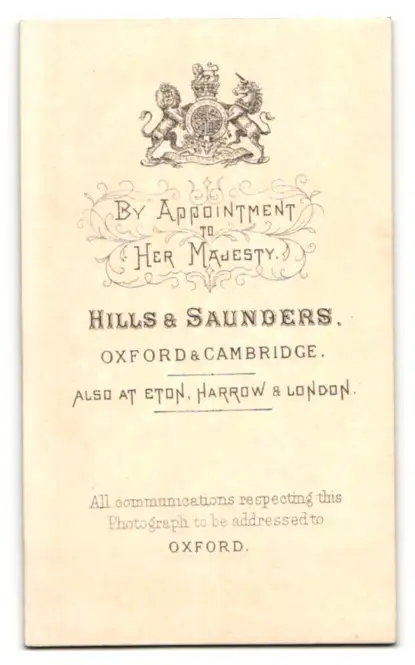 By Appointment
to
Her Majesty.
Hills & Saunders,
Oxford & Cambridge.
Also at Eton, Harrow & London.
All communications respecting this
Photograph to be addressed to
OXFORD.